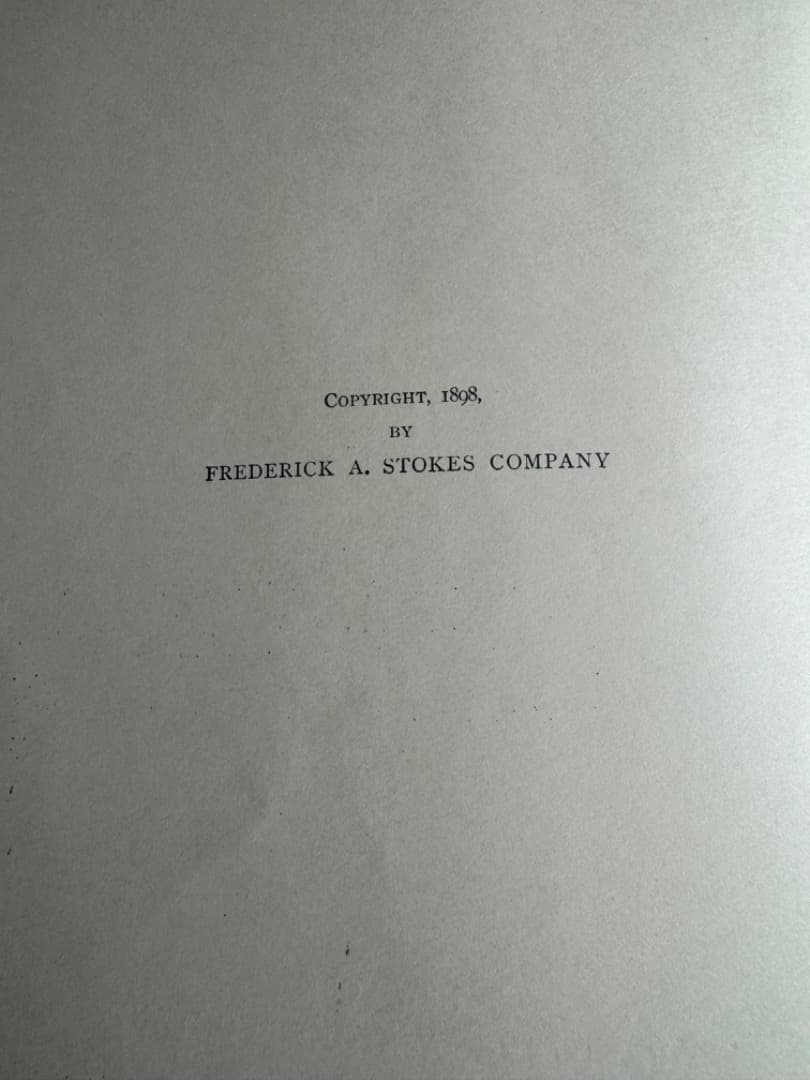 COPYRIGHT, 1898,
BY
FREDERICK A. STOKES COMPANY